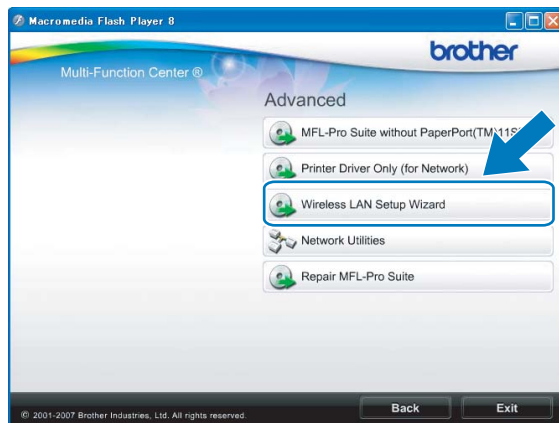 Macromedia Flash Player 8
brother
Multi-Function Center ®
Advanced
MFL-Pro Suite without PaperPort(TM)11S
Printer Driver Only (for Network)
Wireless LAN Setup Wizard
Network Utilities
Repair MFL-Pro Suite
Back
Exit
© 2001-2007 Brother Industries, Ltd. All rights reserved.